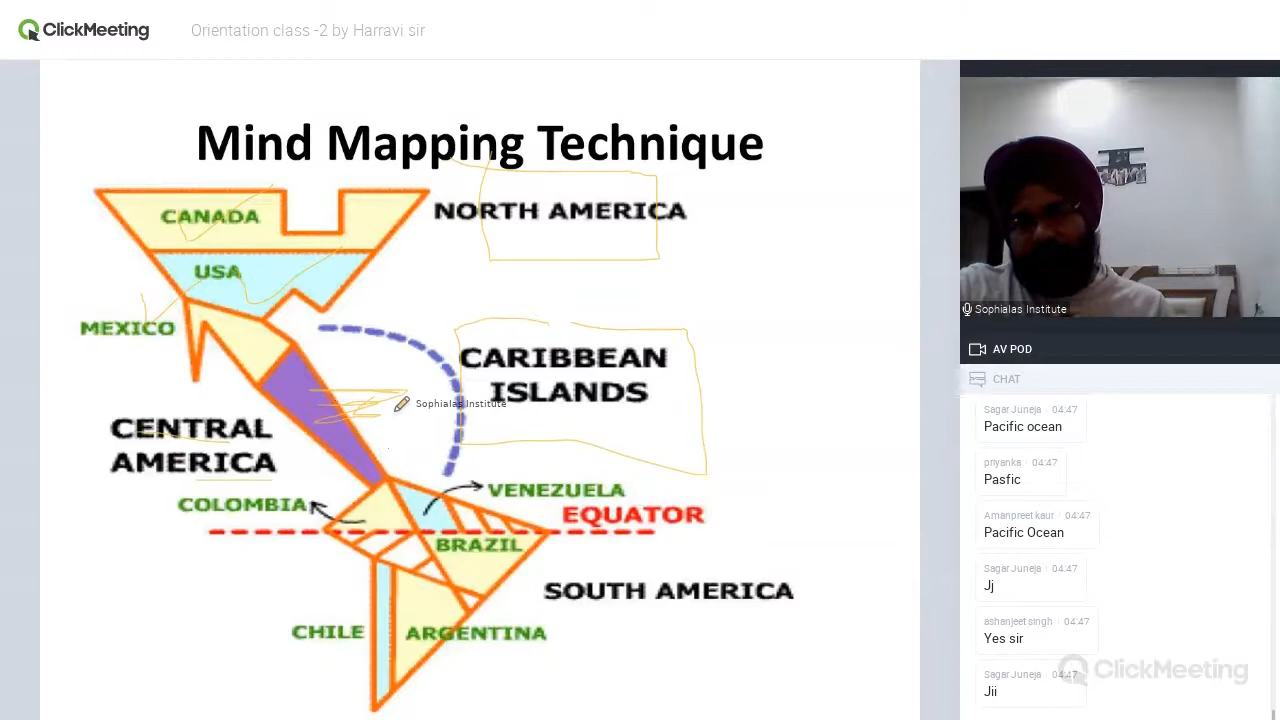 ClickMeeting
Orientation class -2 by Harravi sir
Mind Mapping Technique
CANADA
NORTH AMERICA
USA
MEXICO
CARIBBEAN
ISLANDS
Sophialas Institute
CENTRAL
AMERICA
COLOMBIA
VENEZUELA
EQUATOR
BRAZIL
SOUTH AMERICA
CHILE
ARGENTINA
Sophialas Institute
AV POD
CHAT
Sagar Juneja · 04:47
Pacific ocean
priyanka · 04:47
Pasfic
Amanpreet kaur · 04:47
Pacific Ocean
Sagar Juneja · 04:47
Jj
ashanjeet singh · 04:47
Yes sir
Sagar Juneja · 04:47
Jii
ClickMeeting